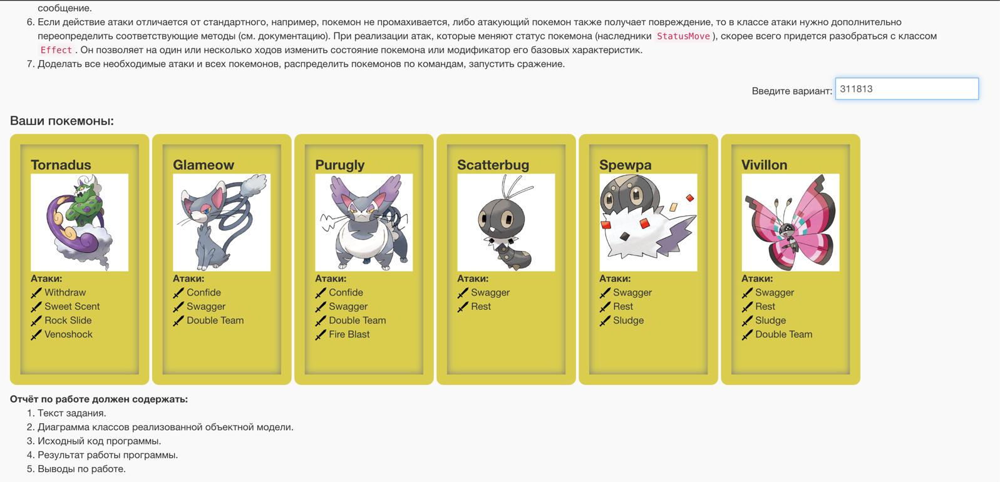 сообщение.
6. Если действие атаки отличается от стандартного, например, покемон не промахивается, либо атакующий покемон также получает повреждение, то в классе атаки нужно дополнительно
переопределить соответствующие методы (см. документацию). При реализации атак, которые меняют статус покемона (наследники StatusMove ), скорее всего придется разобраться с классом
Effect . Он позволяет на один или несколько ходов изменить состояние покемона или модификатор его базовых характеристик.
7. Доделать все необходимые атаки и всех покемонов, распределить покемонов по командам, запустить сражение.
Введите вариант: 311813
Ваши покемоны:
Tornadus
Атаки:
Withdraw
Sweet Scent
Rock Slide
Venoshock
Glameow
Атаки:
Confide
Swagger
Double Team
Purugly
Атаки:
Confide
Swagger
Double Team
Fire Blast
Scatterbug
Атаки:
Swagger
Rest
Spewpa
Атаки:
Swagger
Rest
Sludge
Vivillon
Атаки:
Swagger
Rest
Sludge
Double Team
Отчёт по работе должен содержать:
1. Текст задания.
2. Диаграмма классов реализованной объектной модели.
3. Исходный код программы.
4. Результат работы программы.
5. Выводы по работе.